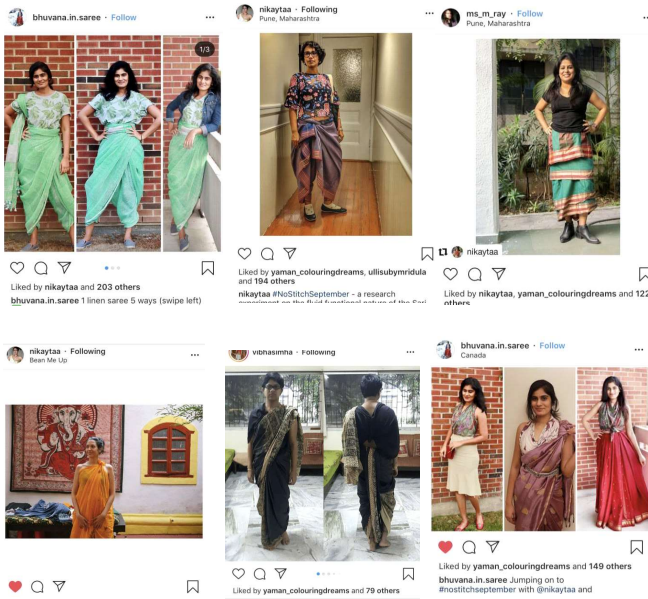 bhuvana.in.saree · Follow
1/3
Liked by nikaytaa and 203 others
bhuvana.in.saree 1 linen saree 5 ways (swipe left)
nikaytaa · Following
Pune, Maharashtra
Liked by yaman_colouringdreams, ullisubymridula
and 194 others
nikaytaa #NoStitchSeptember - a research
experiment on the fluid functional nature of the Sari
ms_m_ray · Follow
Pune, Maharashtra
nikaytaa
Liked by nikaytaa, yaman_colouringdreams and 122
others
nikaytaa · Following
Bean Me Up
vibhasimha · Following
Liked by yaman_colouringdreams and 79 others
bhuvana.in.saree · Follow
Canada
Liked by yaman_colouringdreams and 149 others
bhuvana.in.saree Jumping on to
#nostitchseptember with @nikaytaa and